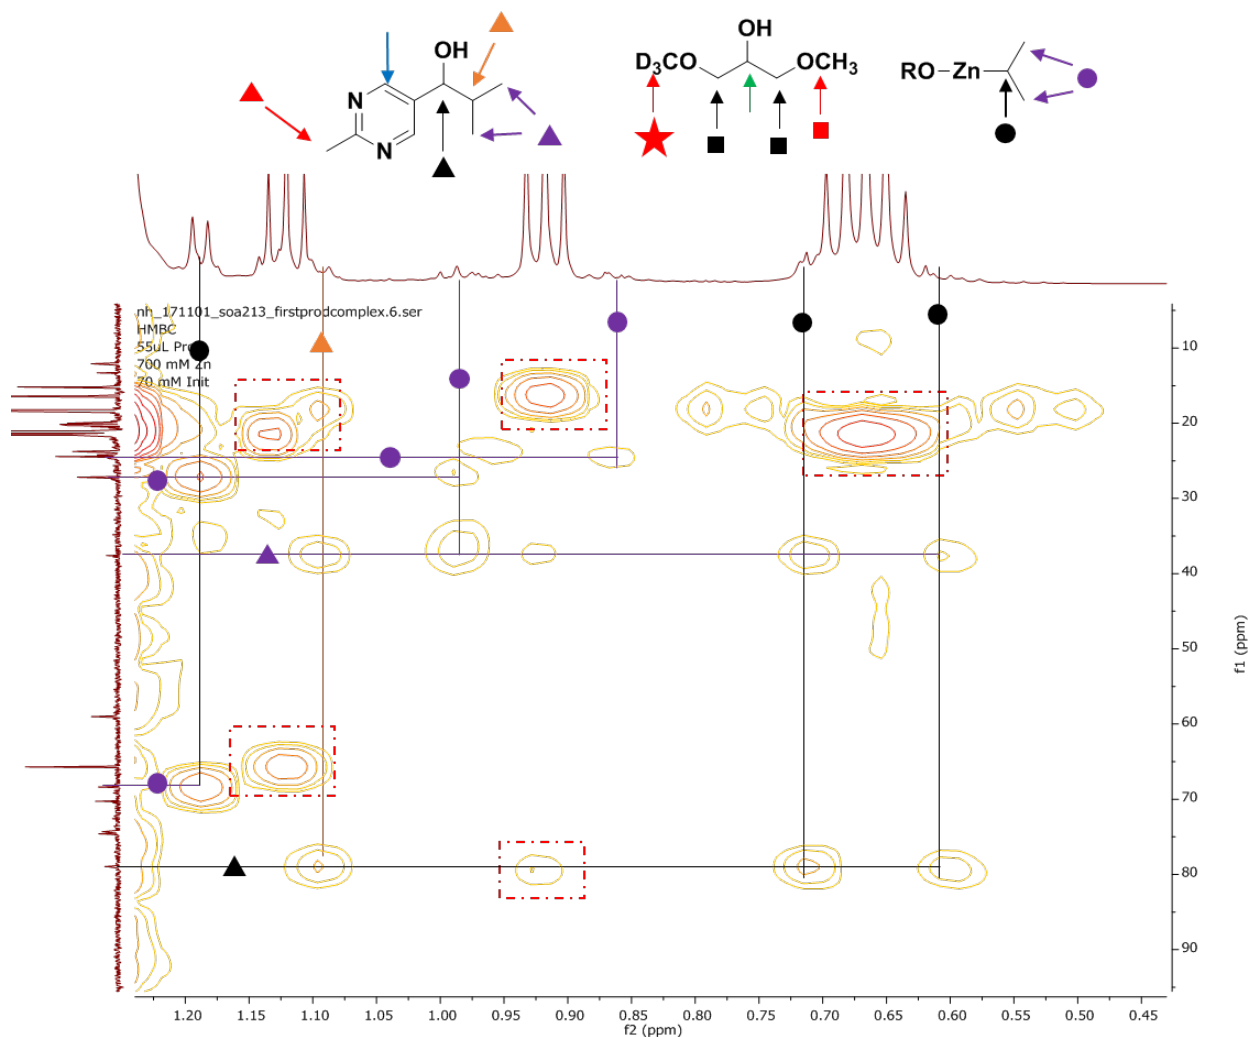 OH
N
N
OH
D3CO
OCH3
RO-Zn
nh_171101_soa213_firstprodcomplex.6.ser
HMBC
55uL Pro
700 mM Zn
70 mM Init
10
20
30
40
50
60
70
80
90
f1 (ppm)
1.20 1.15 1.10 1.05 1.00 0.95 0.90 0.85 0.80 0.75 0.70 0.65 0.60 0.55 0.50 0.45
f2 (ppm)